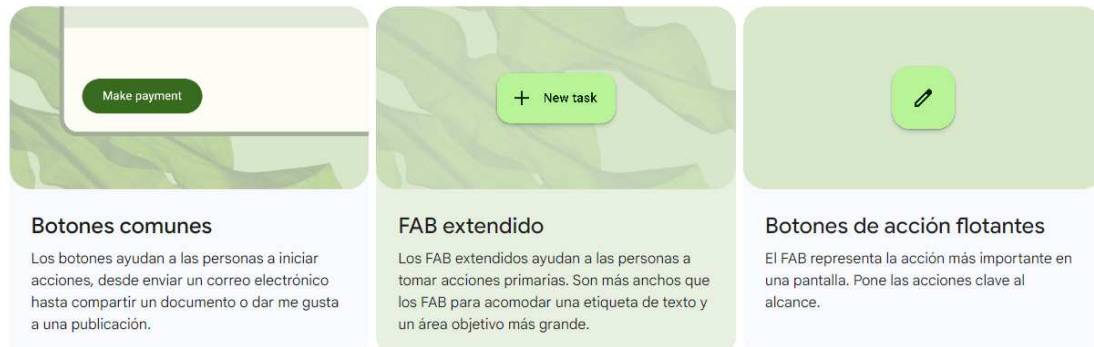 Make payment
Botones comunes
Los botones ayudan a las personas a iniciar
acciones, desde enviar un correo electrónico
hasta compartir un documento o dar me gusta
a una publicación.
New task
FAB extendido
Los FAB extendidos ayudan a las personas a
tomar acciones primarias. Son más anchos que
los FAB para acomodar una etiqueta de texto y
un área objetivo más grande.
Botones de acción flotantes
El FAB representa la acción más importante en
una pantalla. Pone las acciones clave al
alcance.